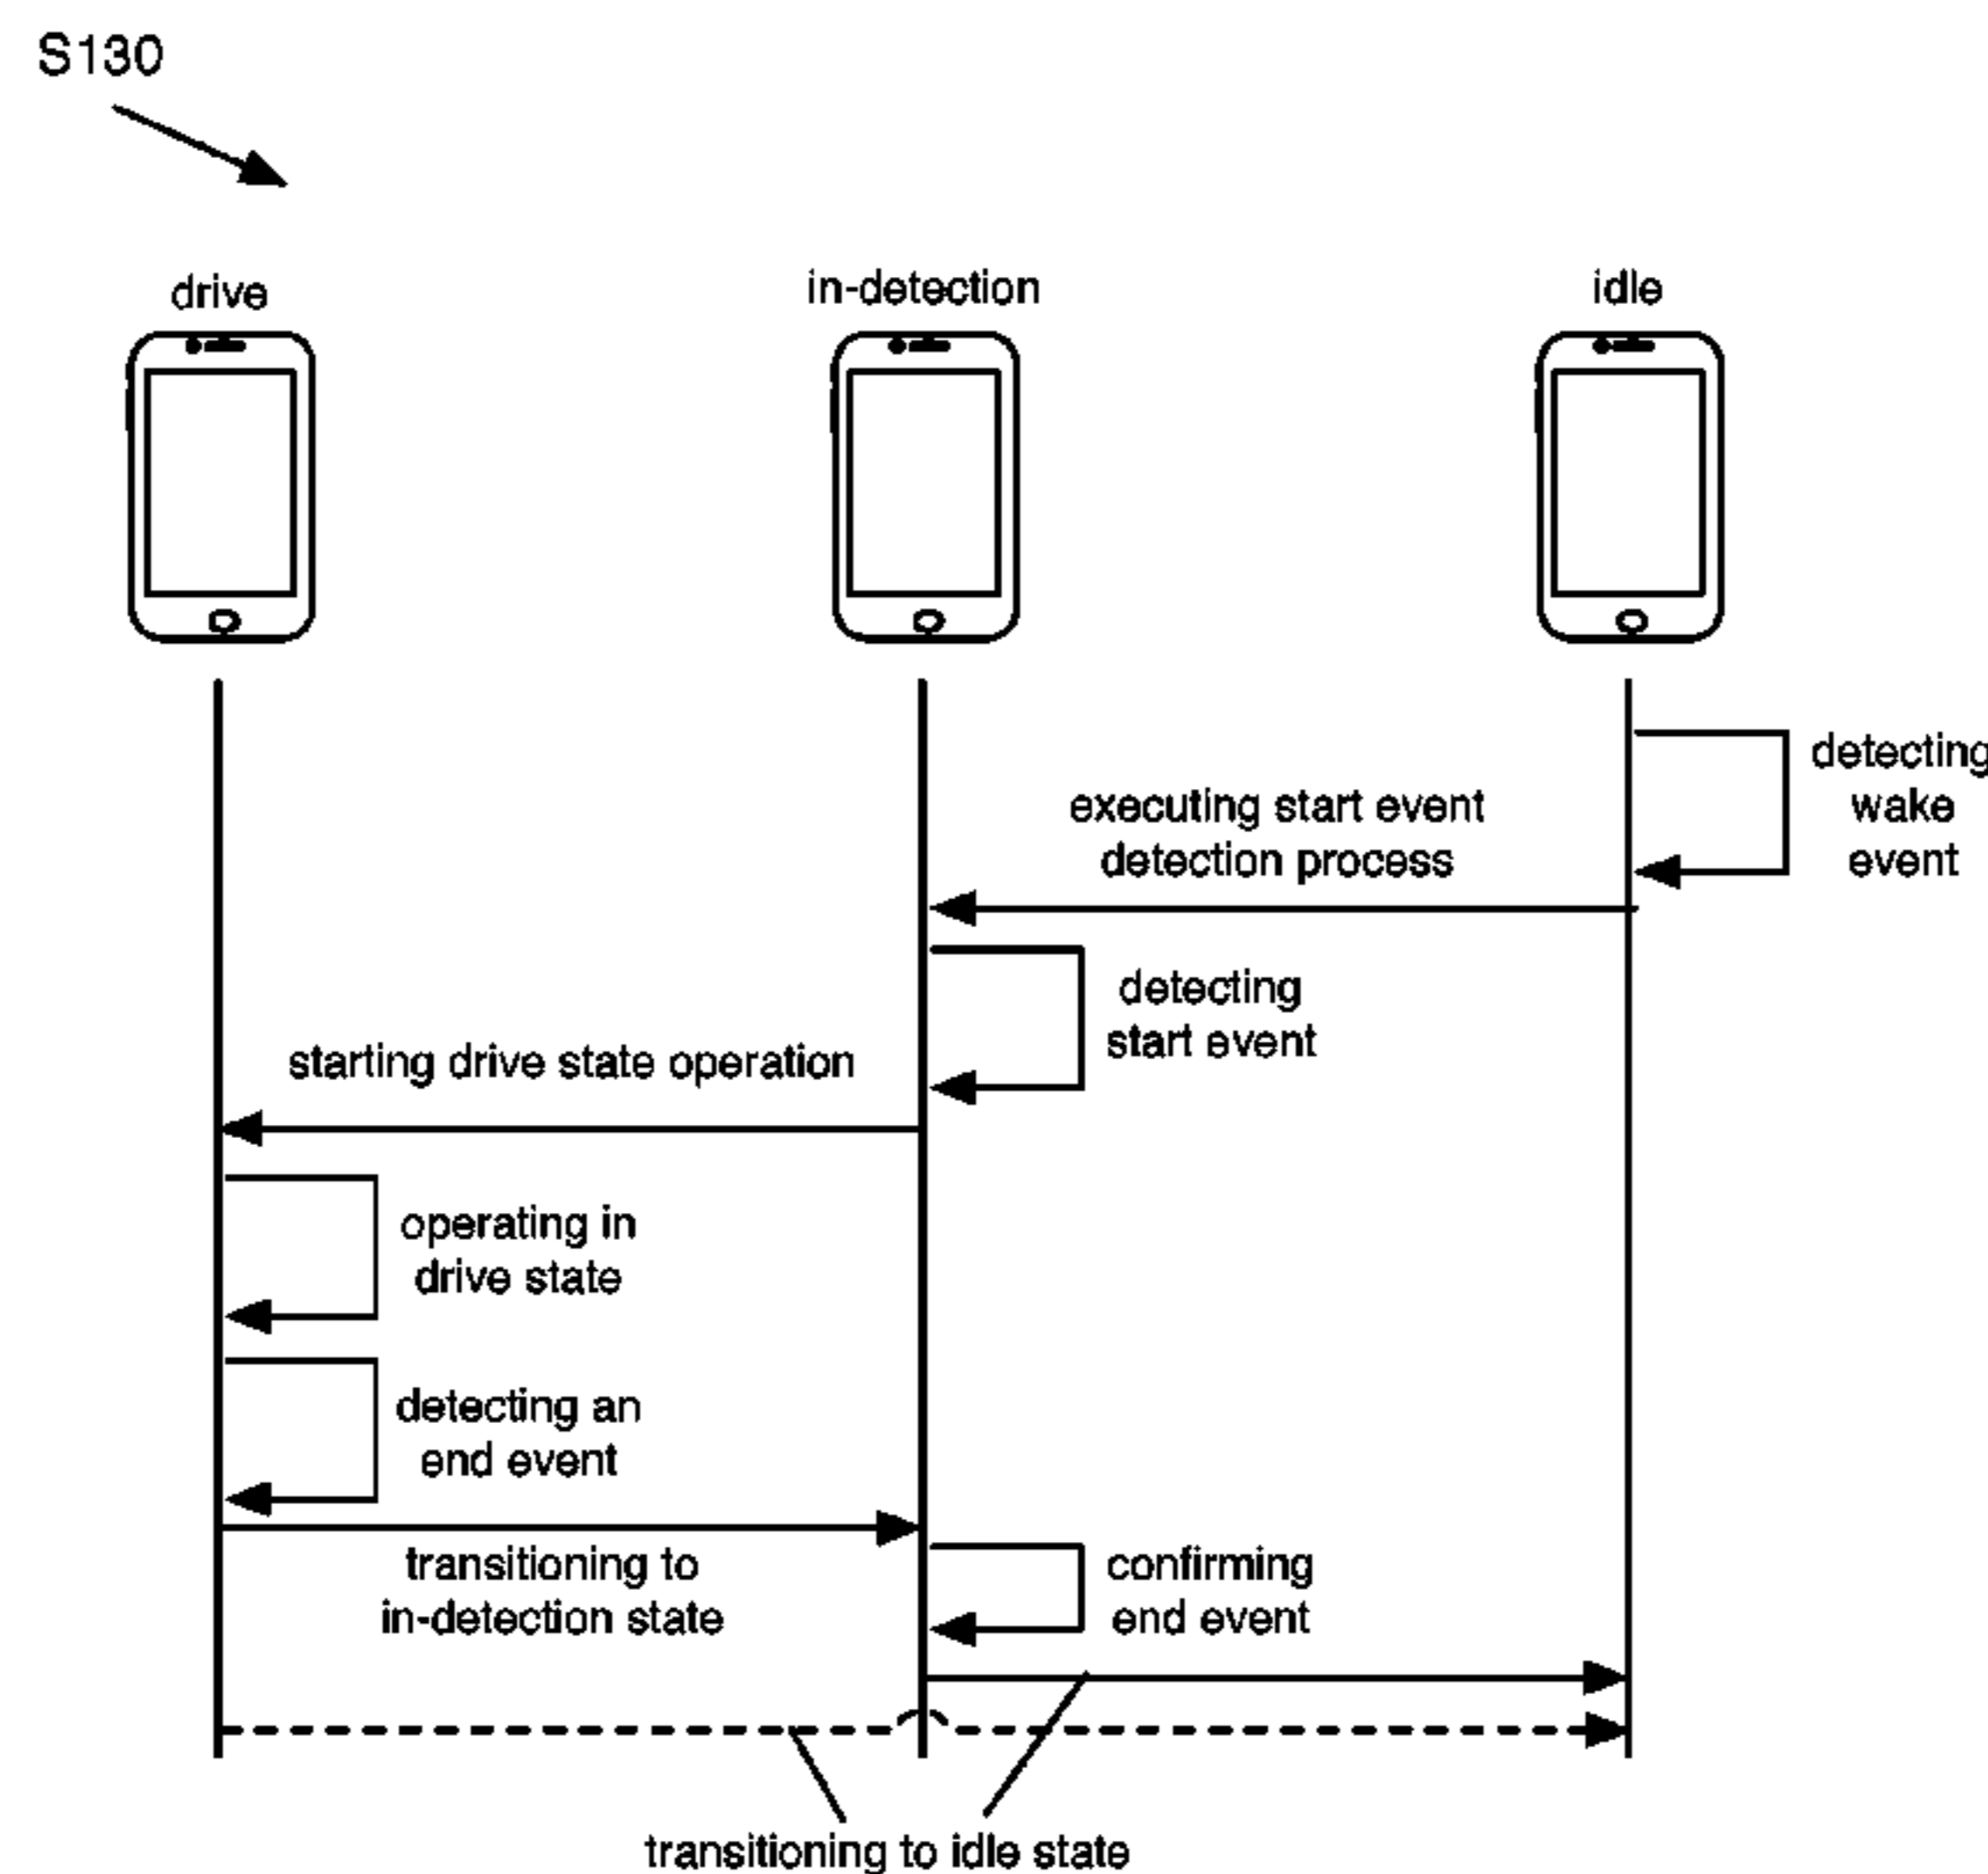 S130
drive
in-detection
idle
detecting
wake
event
executing start event
detection process
detecting
start event
starting drive state operation
operating in
drive state
detecting an
end event
transitioning to
in-detection state
confirming
end event
transitioning to idle state